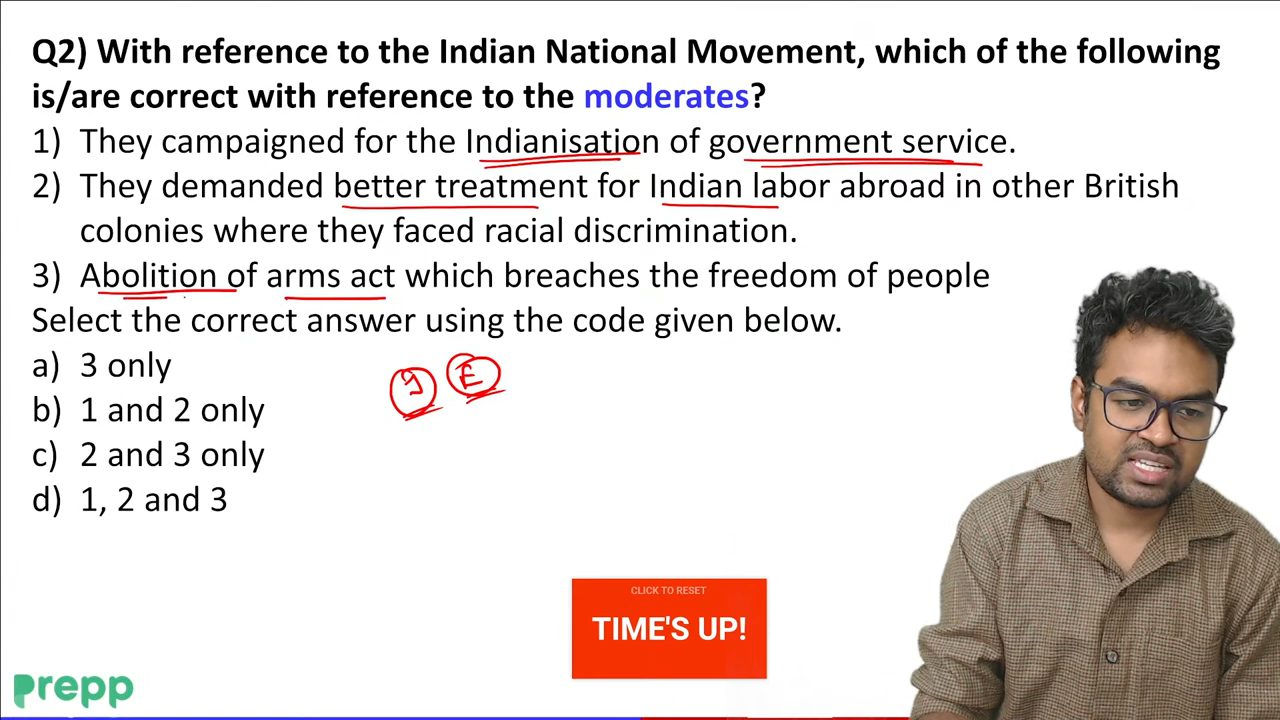 Q2) With reference to the Indian National Movement, which of the following
is/are correct with reference to the moderates?
1) They campaigned for the Indianisation of government service.
2) They demanded better treatment for Indian labor abroad in other British
colonies where they faced racial discrimination.
3) Abolition of arms act which breaches the freedom of people
Select the correct answer using the code given below.
a) 3 only
b) 1 and 2 only
c) 2 and 3 only
d) 1, 2 and 3
E
CLICK TO RESET
TIME'S UP!
prepp